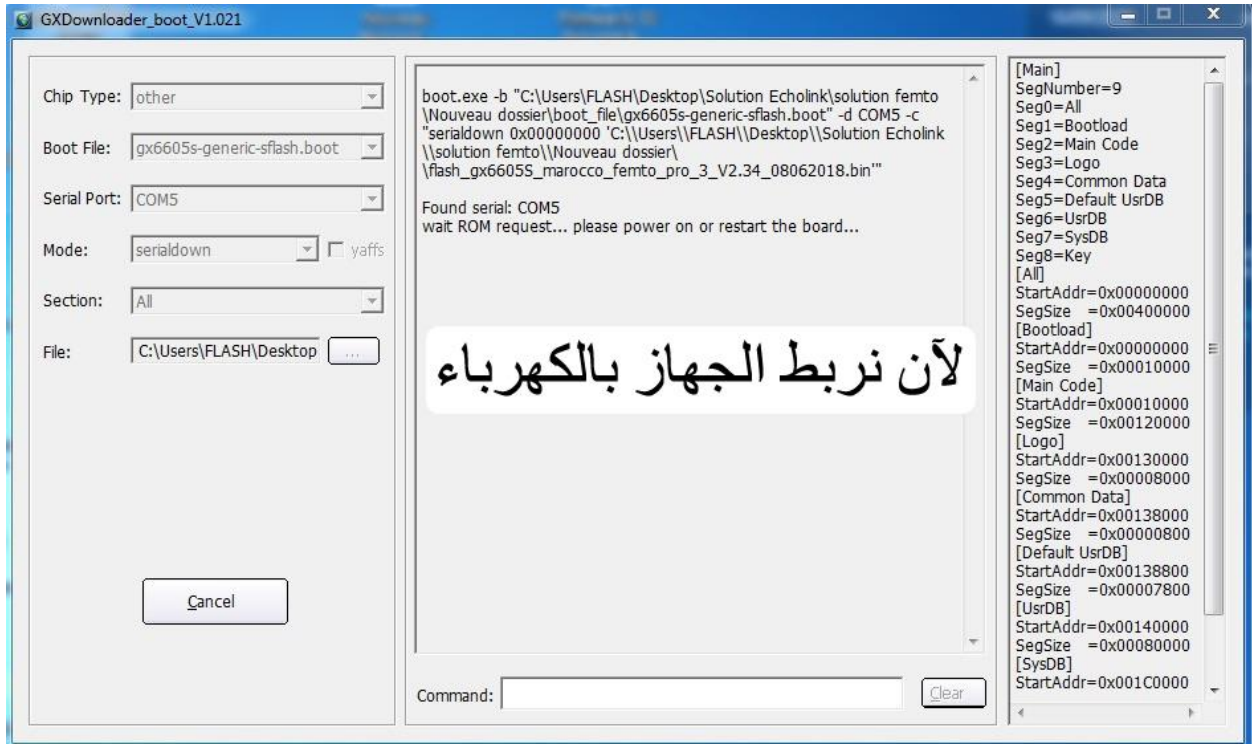 GXDownloader_boot_V1.021
Chip Type: other
Boot File: gx6605s-generic-sflash.boot
Serial Port: COM5
Mode: serialdown yaffs
Section: All
File: C:\Users\FLASH\Desktop ...
Cancel
boot.exe -b "C:\Users\FLASH\Desktop\Solution Echolink\solution femto
\Nouveau dossier\boot_file\gx6605s-generic-sflash.boot" -d COM5 -c
"serialdown 0x00000000 'C:\\Users\\FLASH\\Desktop\\Solution Echolink
\\solution femto\\Nouveau dossier\
\flash_gx6605S_marocco_femto_pro_3_V2.34_08062018.bin'"
Found serial: COM5
wait ROM request... please power on or restart the board...
لآن نربط الجهاز بالكهرباء
Command:
Clear
[Main]
SegNumber=9
Seg0=All
Seg1=Bootload
Seg2=Main Code
Seg3=Logo
Seg4=Common Data
Seg5=Default UsrDB
Seg6=UsrDB
Seg7=SysDB
Seg8=Key
[All]
StartAddr=0x00000000
SegSize =0x00400000
[Bootload]
StartAddr=0x00000000
SegSize =0x00010000
[Main Code]
StartAddr=0x00010000
SegSize =0x00120000
[Logo]
StartAddr=0x00130000
SegSize =0x00008000
[Common Data]
StartAddr=0x00138000
SegSize =0x00000800
[Default UsrDB]
StartAddr=0x00138800
SegSize =0x00007800
[UsrDB]
StartAddr=0x00140000
SegSize =0x00080000
[SysDB]
StartAddr=0x001C0000